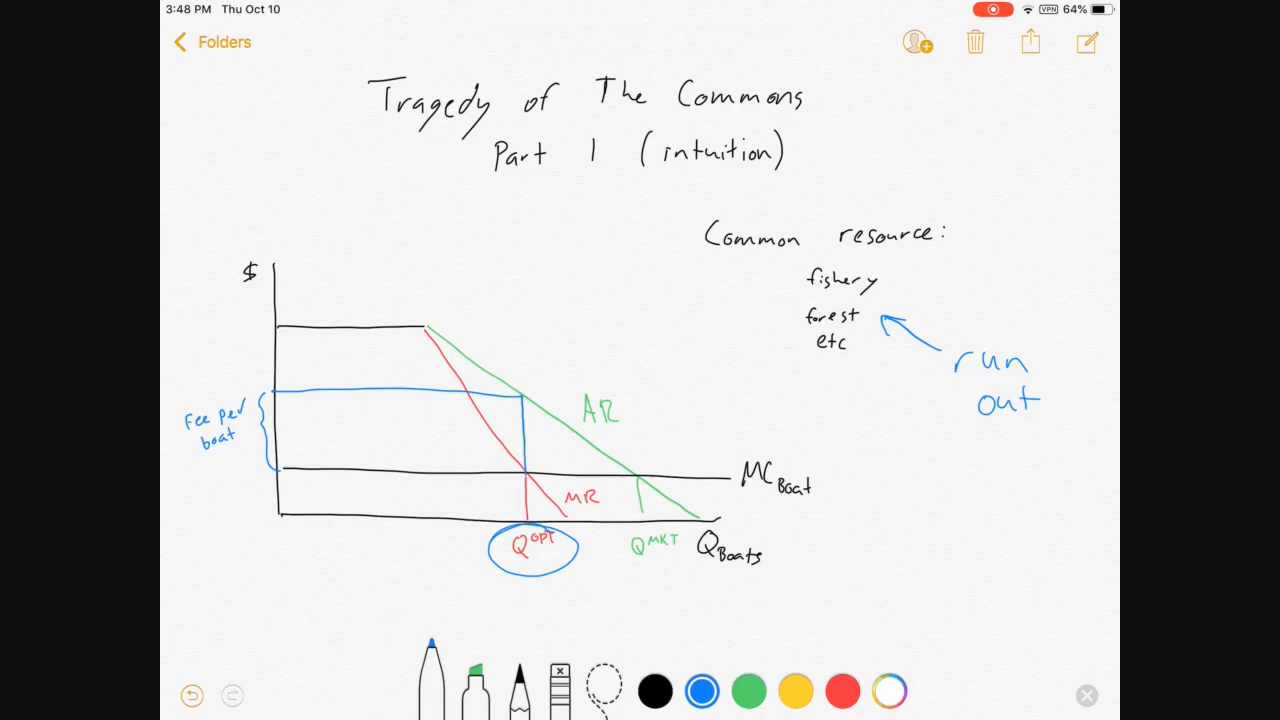 3:48 PM Thu Oct 10
VPN 64%
Folders
Tragedy of The Commons
Part 1 (intuition)
Common resource:
fishery
forest
etc
run
out
$
Fee per
boat
AR
MR
MC Boat
Q OPT
Q MKT
Q Boats